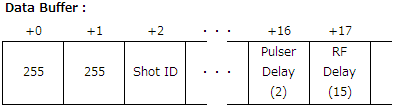 Data Buffer :
+0 +1 +2 · · · +16 +17
255 255 Shot ID · · · Pulser Delay (2) RF Delay (15)